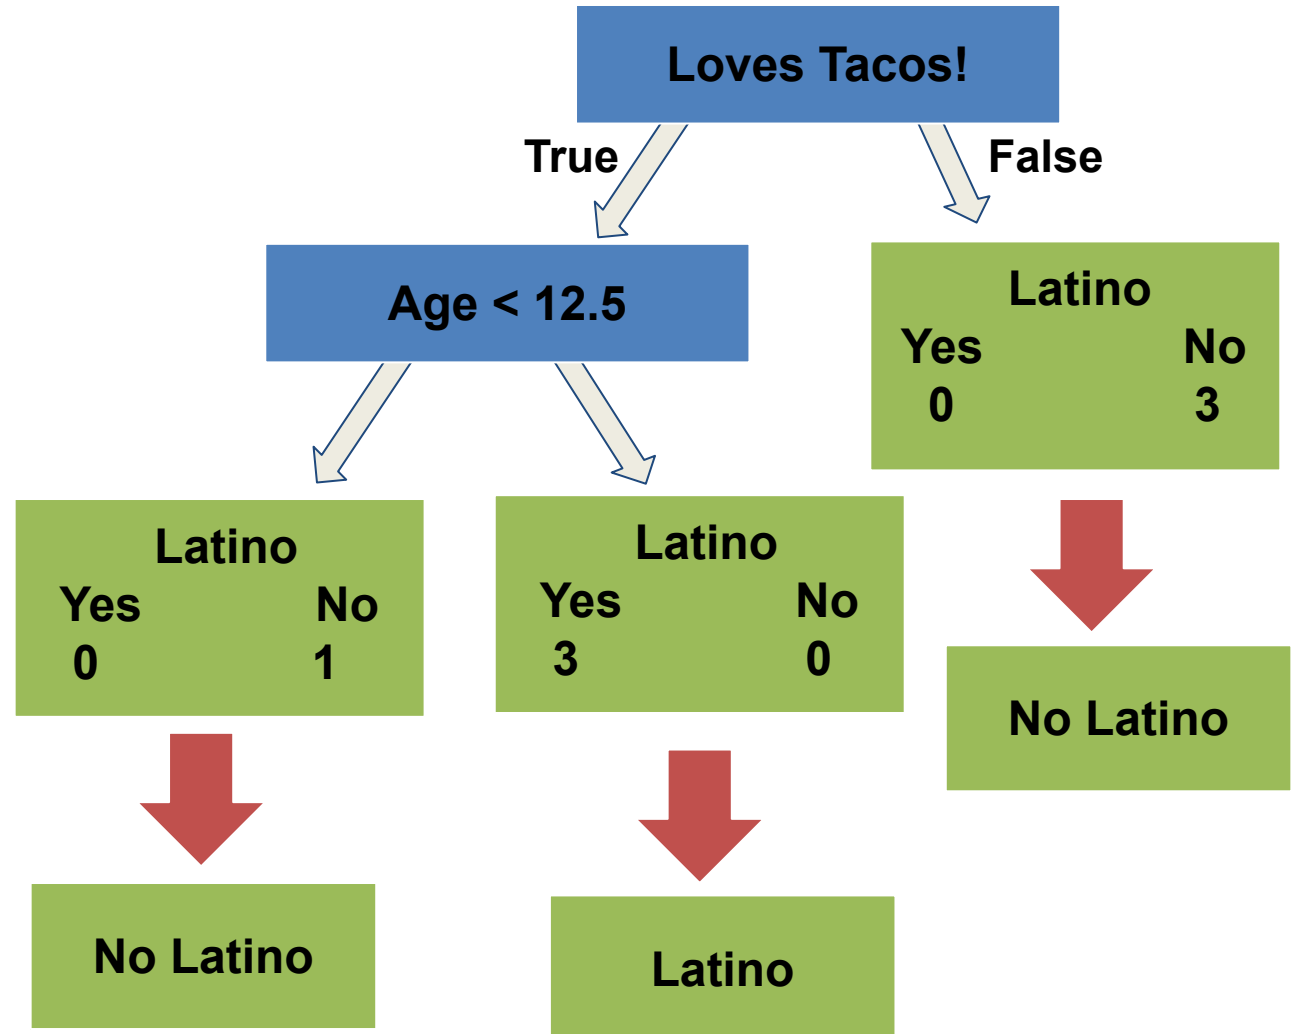 Loves Tacos!
True
False
Age < 12.5
Latino
Yes No
0 3
Latino
Yes No
0 1
Latino
Yes No
3 0
No Latino
No Latino
Latino